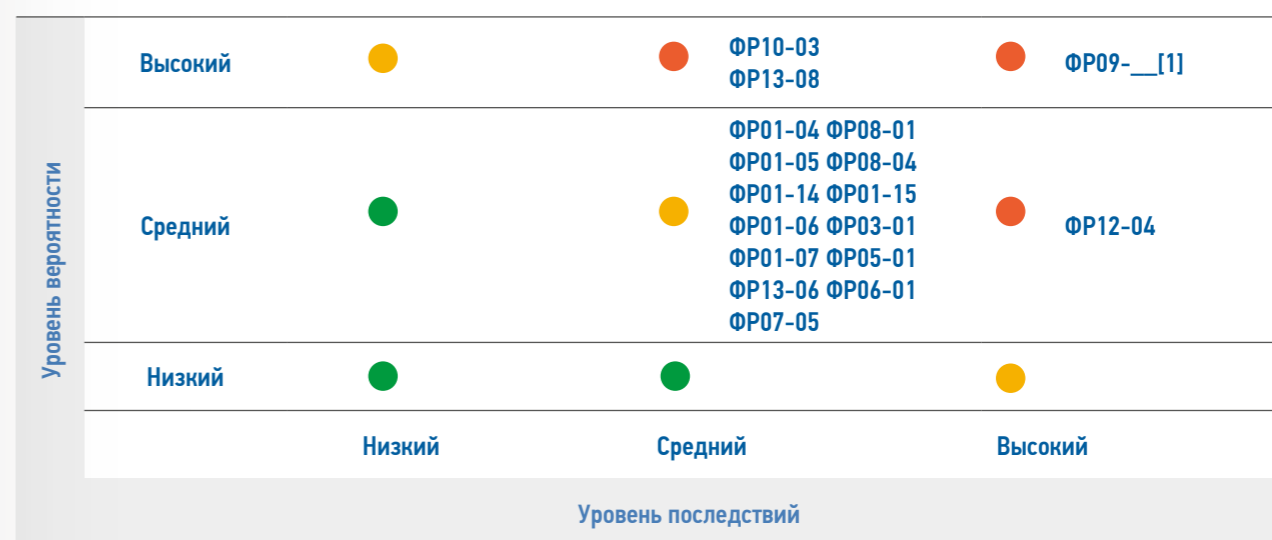 Уровень вероятности
Высокий
ФР10-03
ФР13-08
ФР09-__[1]
Средний
ФР01-04 ФР08-01
ФР01-05 ФР08-04
ФР01-14 ФР01-15
ФР01-06 ФР03-01
ФР01-07 ФР05-01
ФР13-06 ФР06-01
ФР07-05
ФР12-04
Низкий
Низкий Средний Высокий
Уровень последствий